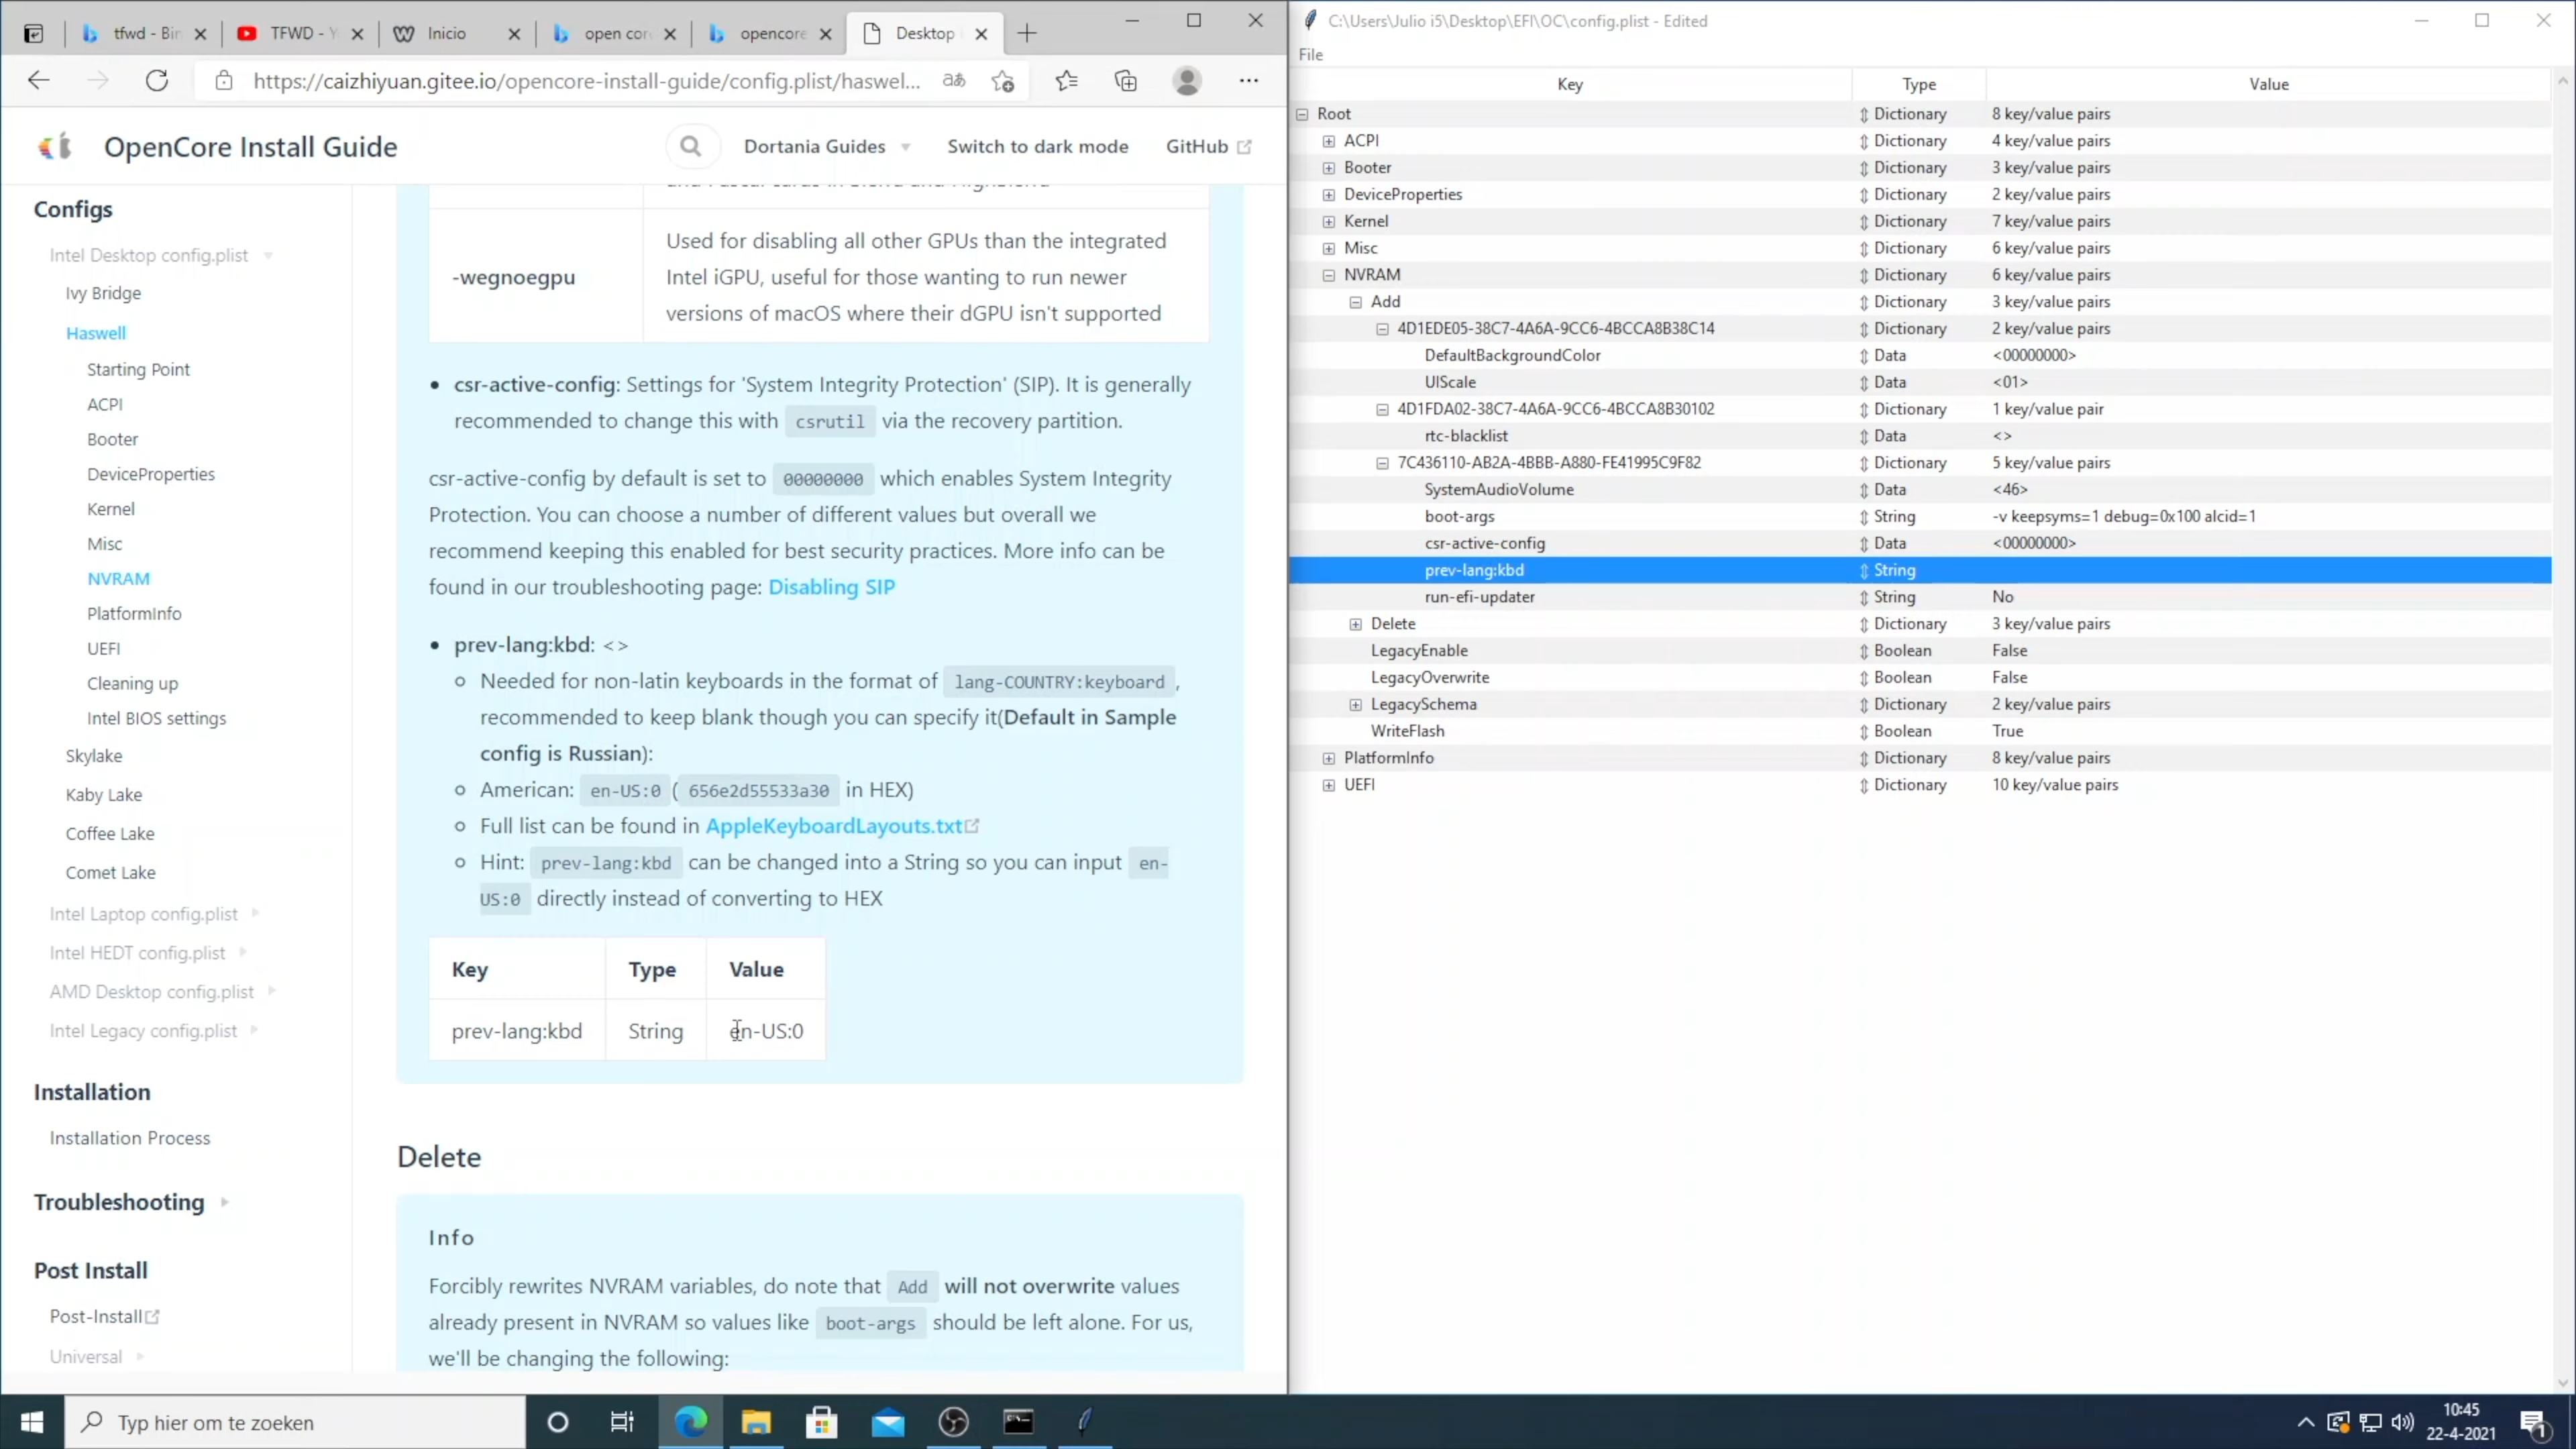 tfwd - Bin
TFWD - Y
Inicio
open cor
opencore
Desktop
https://caizhiyuan.gitee.io/opencore-install-guide/config.plist/haswel...
OpenCore Install Guide
Dortania Guides
Switch to dark mode
GitHub
Configs
Intel Desktop config.plist
Ivy Bridge
Haswell
Starting Point
ACPI
Booter
DeviceProperties
Kernel
Misc
NVRAM
PlatformInfo
UEFI
Cleaning up
Intel BIOS settings
Skylake
Kaby Lake
Coffee Lake
Comet Lake
Intel Laptop config.plist
Intel HEDT config.plist
AMD Desktop config.plist
Intel Legacy config.plist
Installation
Installation Process
Troubleshooting
Post Install
Post-Install
Universal
-wegnoegpu
Used for disabling all other GPUs than the integrated
Intel iGPU, useful for those wanting to run newer
versions of macOS where their dGPU isn't supported
• csr-active-config: Settings for 'System Integrity Protection' (SIP). It is generally
recommended to change this with csrutil via the recovery partition.
csr-active-config by default is set to 00000000 which enables System Integrity
Protection. You can choose a number of different values but overall we
recommend keeping this enabled for best security practices. More info can be
found in our troubleshooting page: Disabling SIP
• prev-lang:kbd: <>
Needed for non-latin keyboards in the format of lang-COUNTRY:keyboard ,
recommended to keep blank though you can specify it(Default in Sample
config is Russian):
American: en-US:0 ( 656e2d55533a30 in HEX)
Full list can be found in AppleKeyboardLayouts.txt
Hint: prev-lang:kbd can be changed into a String so you can input en-
US:0 directly instead of converting to HEX
Key Type Value
prev-lang:kbd String en-US:0
Delete
Info
Forcibly rewrites NVRAM variables, do note that Add will not overwrite values
already present in NVRAM so values like boot-args should be left alone. For us,
we'll be changing the following:
C:\Users\Julio i5\Desktop\EFI\OC\config.plist - Edited
File
Key Type Value
Root Dictionary 8 key/value pairs
ACPI Dictionary 4 key/value pairs
Booter Dictionary 3 key/value pairs
DeviceProperties Dictionary 2 key/value pairs
Kernel Dictionary 7 key/value pairs
Misc Dictionary 6 key/value pairs
NVRAM Dictionary 6 key/value pairs
Add Dictionary 3 key/value pairs
4D1EDE05-38C7-4A6A-9CC6-4BCCA8B38C14 Dictionary 2 key/value pairs
DefaultBackgroundColor Data <00000000>
UIScale Data <01>
4D1FDA02-38C7-4A6A-9CC6-4BCCA8B30102 Dictionary 1 key/value pair
rtc-blacklist Data <>
7C436110-AB2A-4BBB-A880-FE41995C9F82 Dictionary 5 key/value pairs
SystemAudioVolume Data <46>
boot-args String -v keepsyms=1 debug=0x100 alcid=1
csr-active-config Data <00000000>
prev-lang:kbd String
run-efi-updater String No
Delete Dictionary 3 key/value pairs
LegacyEnable Boolean False
LegacyOverwrite Boolean False
LegacySchema Dictionary 2 key/value pairs
WriteFlash Boolean True
PlatformInfo Dictionary 8 key/value pairs
UEFI Dictionary 10 key/value pairs
Typ hier om te zoeken
10:45
22-4-2021
1